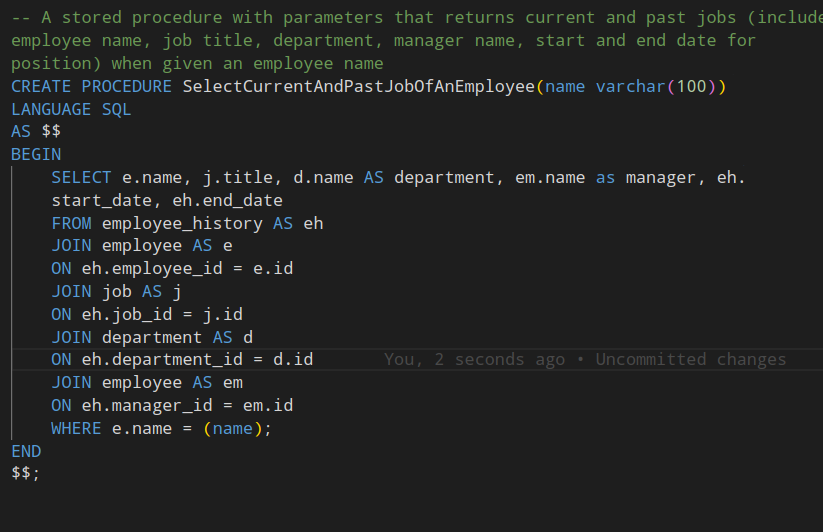 -- A stored procedure with parameters that returns current and past jobs (include
employee name, job title, department, manager name, start and end date for
position) when given an employee name
CREATE PROCEDURE SelectCurrentAndPastJobOfAnEmployee(name varchar(100))
LANGUAGE SQL
AS $$
BEGIN
    SELECT e.name, j.title, d.name AS department, em.name as manager, eh.
    start_date, eh.end_date
    FROM employee_history AS eh
    JOIN employee AS e
    ON eh.employee_id = e.id
    JOIN job AS j
    ON eh.job_id = j.id
    JOIN department AS d
    ON eh.department_id = d.id    You, 2 seconds ago • Uncommitted changes
    JOIN employee AS em
    ON eh.manager_id = em.id
    WHERE e.name = (name);
END
$$;